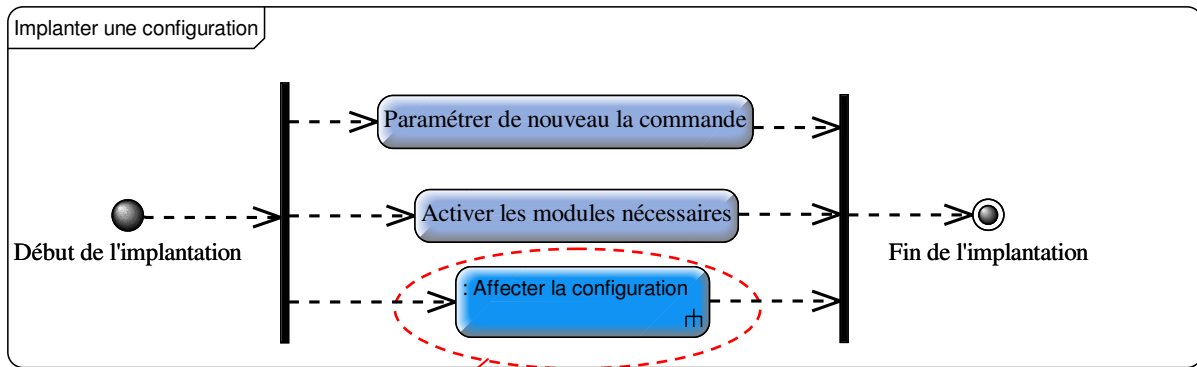 Implanter une configuration
Paramétrer de nouveau la commande
Activer les modules nécessaires
Début de l'implantation
Fin de l'implantation
: Affecter la configuration